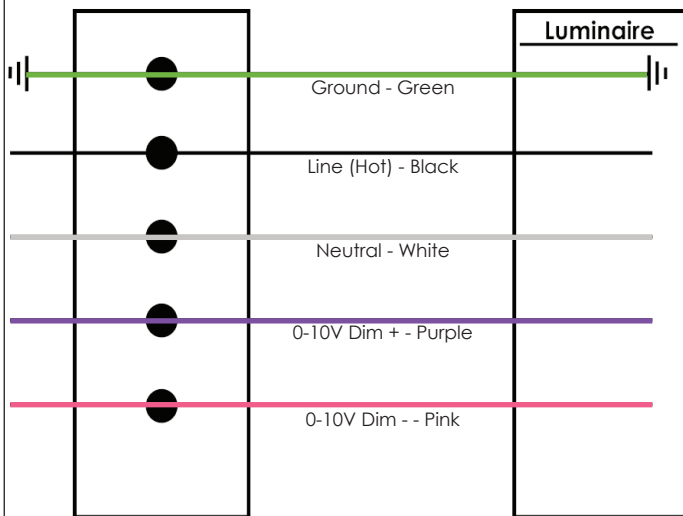 Luminaire
Ground - Green
Line (Hot) - Black
Neutral - White
0-10V Dim + - Purple
0-10V Dim - - Pink